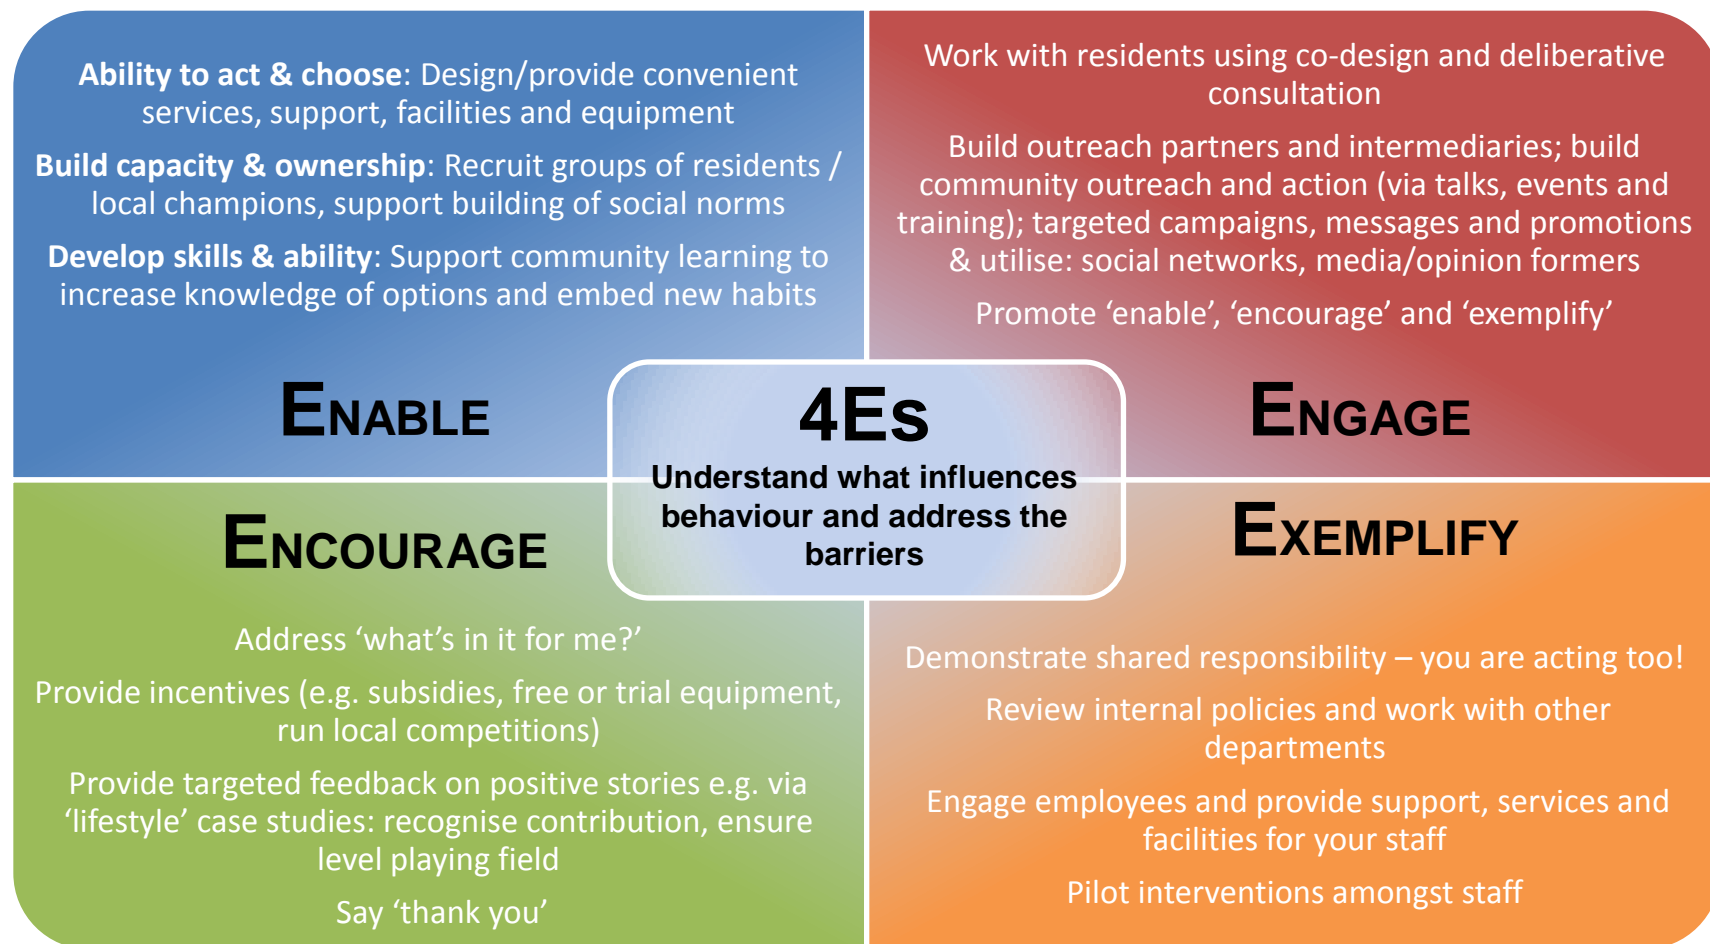 Ability to act & choose: Design/provide convenient
services, support, facilities and equipment
Build capacity & ownership: Recruit groups of residents /
local champions, support building of social norms
Develop skills & ability: Support community learning to
increase knowledge of options and embed new habits
ENABLE
Work with residents using co-design and deliberative
consultation
Build outreach partners and intermediaries; build
community outreach and action (via talks, events and
training); targeted campaigns, messages and promotions
& utilise: social networks, media/opinion formers
Promote ‘enable’, ‘encourage’ and ‘exemplify’
ENGAGE
4Es
Understand what influences
behaviour and address the
barriers
ENCOURAGE
Address ‘what’s in it for me?’
Provide incentives (e.g. subsidies, free or trial equipment,
run local competitions)
Provide targeted feedback on positive stories e.g. via
‘lifestyle’ case studies: recognise contribution, ensure
level playing field
Say ‘thank you’
EXEMPLIFY
Demonstrate shared responsibility – you are acting too!
Review internal policies and work with other
departments
Engage employees and provide support, services and
facilities for your staff
Pilot interventions amongst staff